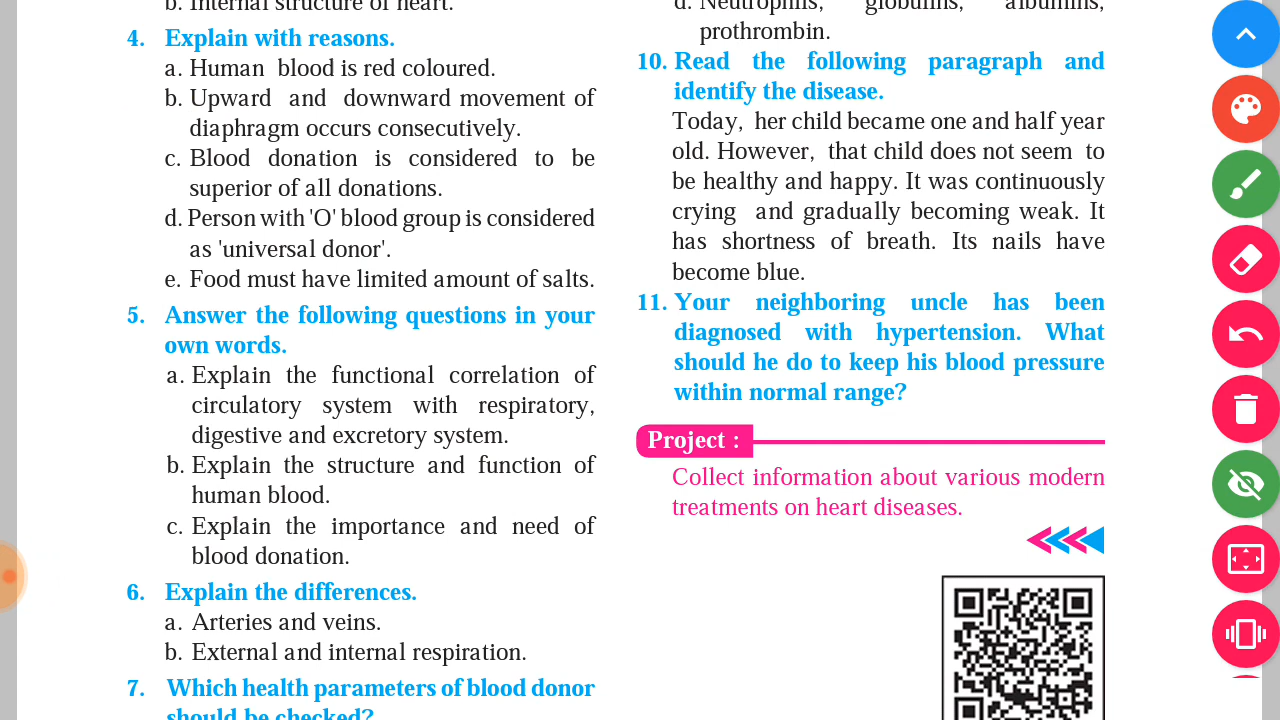 b. Internal structure of heart.
4. Explain with reasons.
a. Human blood is red coloured.
b. Upward and downward movement of
diaphragm occurs consecutively.
c. Blood donation is considered to be
superior of all donations.
d. Person with 'O' blood group is considered
as 'universal donor'.
e. Food must have limited amount of salts.
5. Answer the following questions in your
own words.
a. Explain the functional correlation of
circulatory system with respiratory,
digestive and excretory system.
b. Explain the structure and function of
human blood.
c. Explain the importance and need of
blood donation.
6. Explain the differences.
a. Arteries and veins.
b. External and internal respiration.
7. Which health parameters of blood donor
should be checked?
d. Neutrophils, globulins, albumins,
prothrombin.
10. Read the following paragraph and
identify the disease.
Today, her child became one and half year
old. However, that child does not seem to
be healthy and happy. It was continuously
crying and gradually becoming weak. It
has shortness of breath. Its nails have
become blue.
11. Your neighboring uncle has been
diagnosed with hypertension. What
should he do to keep his blood pressure
within normal range?
Project :
Collect information about various modern
treatments on heart diseases.